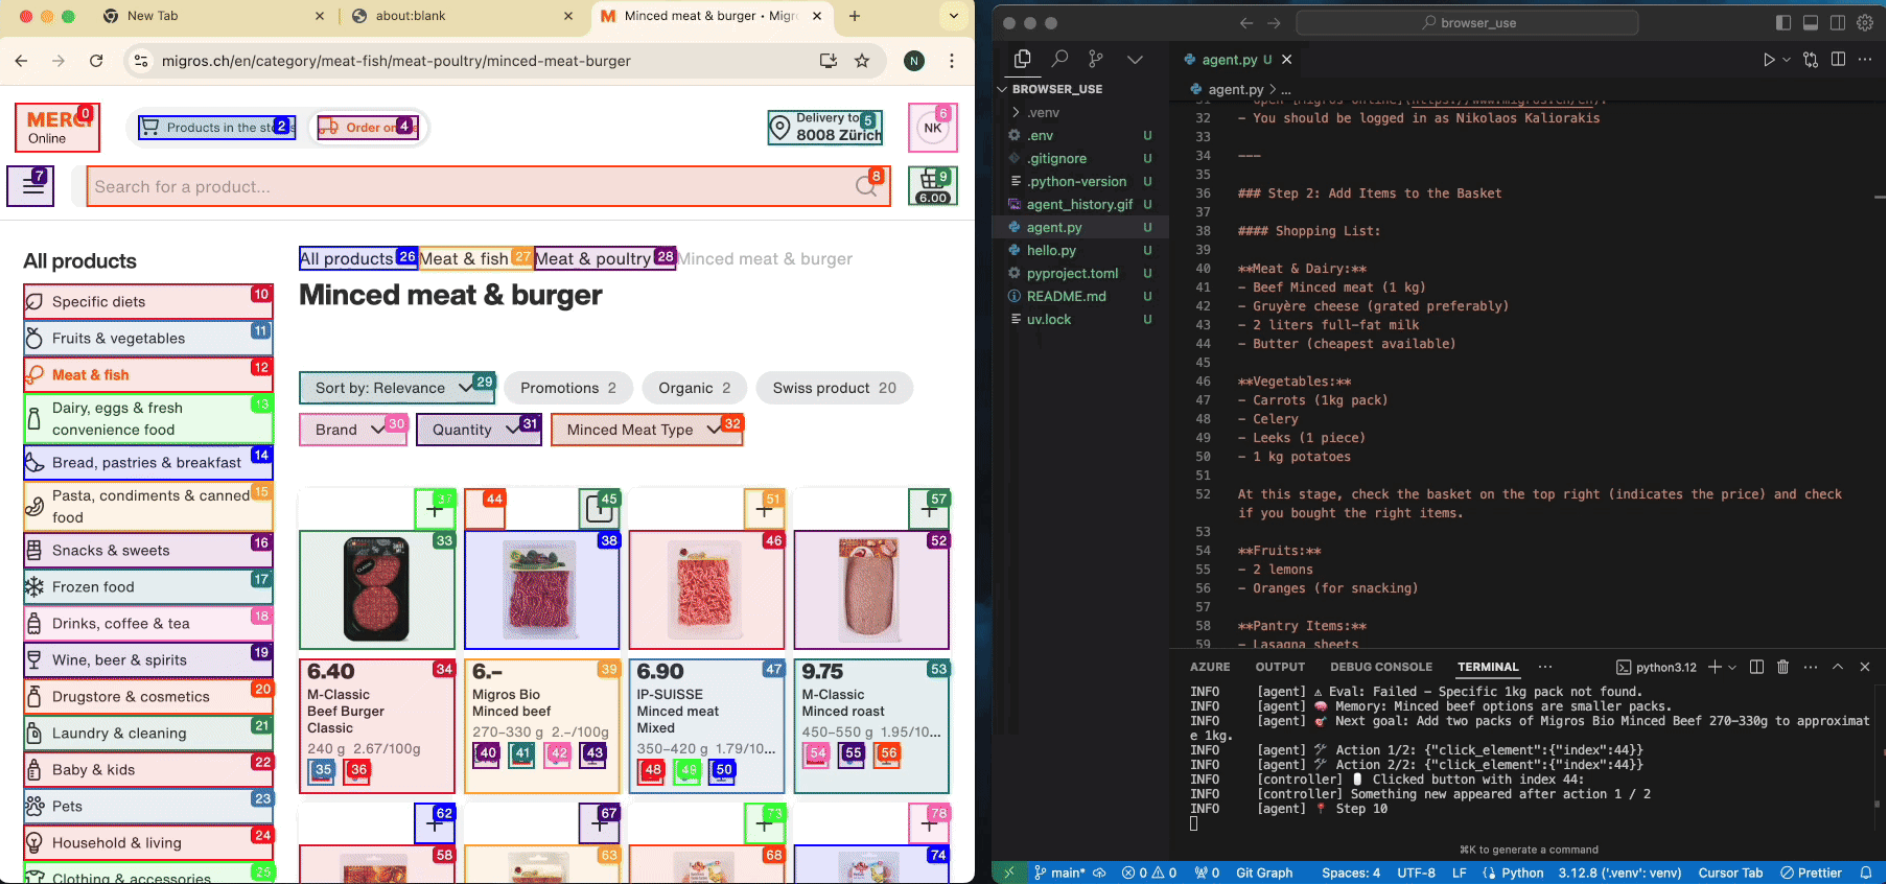 New Tab
about:blank
Minced meat & burger • Migr
migros.ch/en/category/meat-fish/meat-poultry/minced-meat-burger
N
Online
0
Products in the sto
2
4
Delivery to
5
8008 Zürich
6
NK
7
Search for a product...
8
9
6.00
All products
Specific diets
10
Fruits & vegetables
11
Meat & fish
12
Dairy, eggs & fresh
convenience food
13
Bread, pastries & breakfast
14
Pasta, condiments & canned
food
15
Snacks & sweets
16
Frozen food
17
Drinks, coffee & tea
18
Wine, beer & spirits
19
Drugstore & cosmetics
20
Laundry & cleaning
21
Baby & kids
22
Pets
23
Household & living
24
Clothing & accessories
25
All products 26 Meat & fish 27 Meat & poultry 28 Minced meat & burger
Minced meat & burger
Sort by: Relevance 29
Promotions 2
Organic 2
Swiss product 20
Brand 30
Quantity 31
Minced Meat Type 32
37
44
45
51
57
33
38
46
52
6.40
34
M-Classic
Beef Burger
Classic
240 g 2.67/100g
35
36
6.–
39
Migros Bio
Minced beef
270–330 g 2.–/100g
40
41
42
43
6.90
47
IP-SUISSE
Minced meat
Mixed
350–420 g 1.79/10...
48
49
50
9.75
53
M-Classic
Minced roast
450–550 g 1.95/10...
54
55
56
62
67
73
78
58
63
68
74
browser_use
BROWSER_USE
.venv
.env U
.gitignore U
.python-version U
agent_history.gif U
agent.py U
hello.py U
pyproject.toml U
README.md U
uv.lock U
agent.py U
agent.py > ...
31 open [Migros online](https://www.migros.ch/en).
32 - You should be logged in as Nikolaos Kaliorakis
33
34 ---
35
36 ### Step 2: Add Items to the Basket
37
38 #### Shopping List:
39
40 **Meat & Dairy:**
41 - Beef Minced meat (1 kg)
42 - Gruyère cheese (grated preferably)
43 - 2 liters full-fat milk
44 - Butter (cheapest available)
45
46 **Vegetables:**
47 - Carrots (1kg pack)
48 - Celery
49 - Leeks (1 piece)
50 - 1 kg potatoes
51
52 At this stage, check the basket on the top right (indicates the price) and check
if you bought the right items.
53
54 **Fruits:**
55 - 2 lemons
56 - Oranges (for snacking)
57
58 **Pantry Items:**
59 - Lasagna sheets
AZURE OUTPUT DEBUG CONSOLE TERMINAL ... python3.12
INFO [agent] ⚠ Eval: Failed - Specific 1kg pack not found.
INFO [agent] 🧠 Memory: Minced beef options are smaller packs.
INFO [agent] 🎯 Next goal: Add two packs of Migros Bio Minced Beef 270-330g to approximat
e 1kg.
INFO [agent] 🛠 Action 1/2: {"click_element":{"index":44}}
INFO [agent] 🛠 Action 2/2: {"click_element":{"index":44}}
INFO [controller] 🖱 Clicked button with index 44:
INFO [controller] Something new appeared after action 1 / 2
INFO [agent] 📍 Step 10
⌘K to generate a command
main* 0 0 0 Git Graph Spaces: 4 UTF-8 LF Python 3.12.8 ('.venv': venv) Cursor Tab Prettier